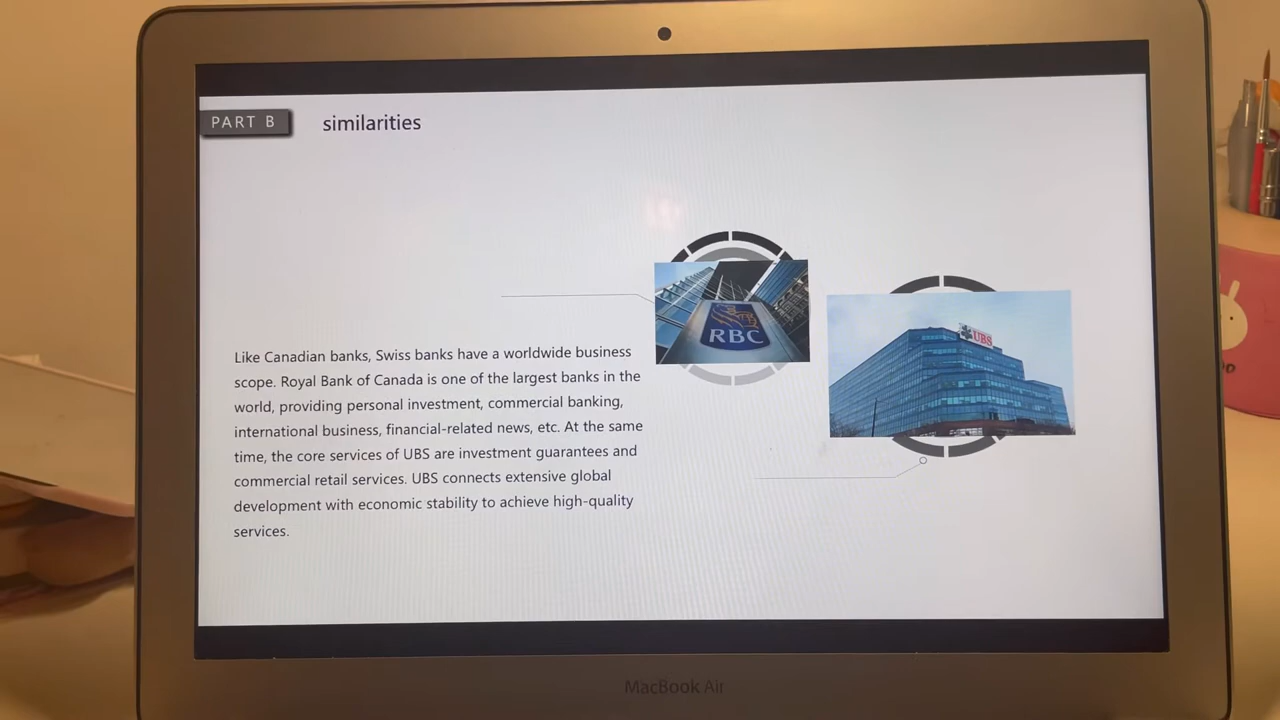 PART B
similarities
Like Canadian banks, Swiss banks have a worldwide business
scope. Royal Bank of Canada is one of the largest banks in the
world, providing personal investment, commercial banking,
international business, financial-related news, etc. At the same
time, the core services of UBS are investment guarantees and
commercial retail services. UBS connects extensive global
development with economic stability to achieve high-quality
services.
RBC
UBS
MacBook Air